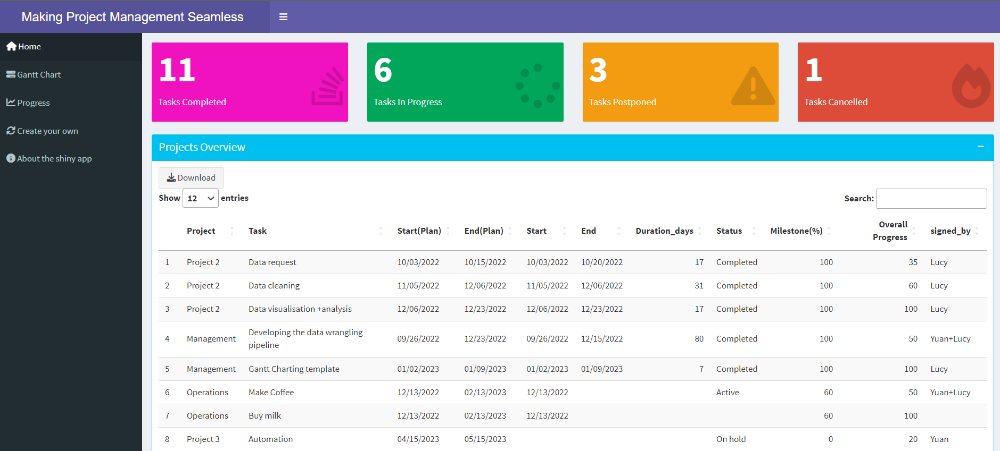 Making Project Management Seamless
Home
Gantt Chart
Progress
Create your own
About the shiny app
11
Tasks Completed
6
Tasks In Progress
3
Tasks Postponed
1
Tasks Cancelled
Projects Overview
Download
Show 12 entries
Search:
Project Task Start(Plan) End(Plan) Start End Duration_days Status Milestone(%) Overall Progress signed_by
1 Project 2 Data request 10/03/2022 10/15/2022 10/03/2022 10/20/2022 17 Completed 100 35 Lucy
2 Project 2 Data cleaning 11/05/2022 12/06/2022 11/05/2022 12/06/2022 31 Completed 100 60 Lucy
3 Project 2 Data visualisation +analysis 12/06/2022 12/23/2022 12/06/2022 12/23/2022 17 Completed 100 100 Lucy
4 Management Developing the data wrangling pipeline 09/26/2022 12/23/2022 09/26/2022 12/15/2022 80 Completed 100 50 Yuan+Lucy
5 Management Gantt Charting template 01/02/2023 01/09/2023 01/02/2023 01/09/2023 7 Completed 100 100 Lucy
6 Operations Make Coffee 12/13/2022 02/13/2023 12/13/2022 Active 60 50 Yuan+Lucy
7 Operations Buy milk 12/13/2022 02/13/2023 12/13/2022 60 100
8 Project 3 Automation 04/15/2023 05/15/2023 On hold 0 20 Yuan